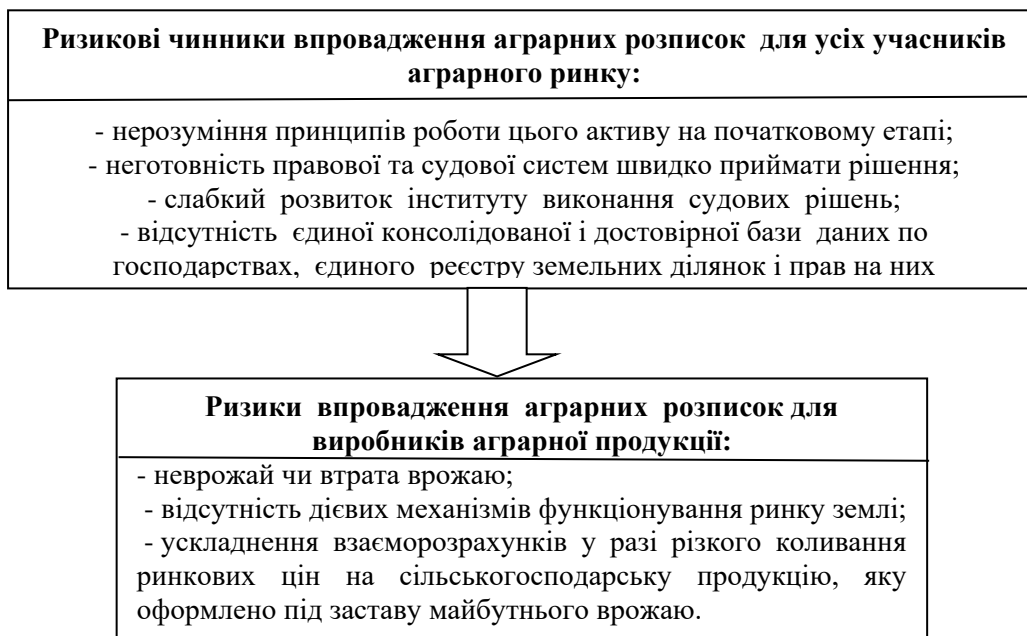 Ризикові чинники впровадження аграрних розписок для усіх учасників
аграрного ринку:
- нерозуміння принципів роботи цього активу на початковому етапі;
- неготовність правової та судової систем швидко приймати рішення;
- слабкий розвиток інституту виконання судових рішень;
- відсутність єдиної консолідованої і достовірної бази даних по
господарствах, єдиного реєстру земельних ділянок і прав на них
Ризики впровадження аграрних розписок для
виробників аграрної продукції:
- неврожай чи втрата врожаю;
- відсутність дієвих механізмів функціонування ринку землі;
- ускладнення взаєморозрахунків у разі різкого коливання
ринкових цін на сільськогосподарську продукцію, яку
оформлено під заставу майбутнього врожаю.